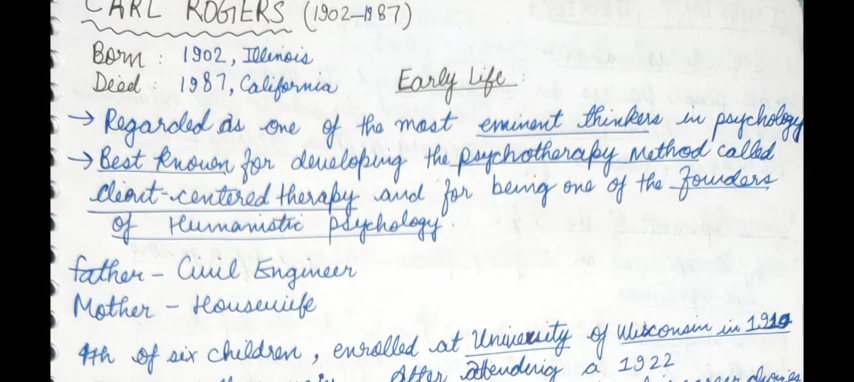 CARL ROGERS (1902-1987)
Born : 1902, Illinois
Died 1987, California
Early Life :
→ Regarded as one of the most eminent thinkers in psychology
→ Best known for developing the psychotherapy method called
client-centered therapy and for being one of the founders
of Humanistic psychology.
Father - Civil Engineer
Mother - Housewife
4th of six children, enrolled at University of Wisconsin in 1919
After attending a 1922